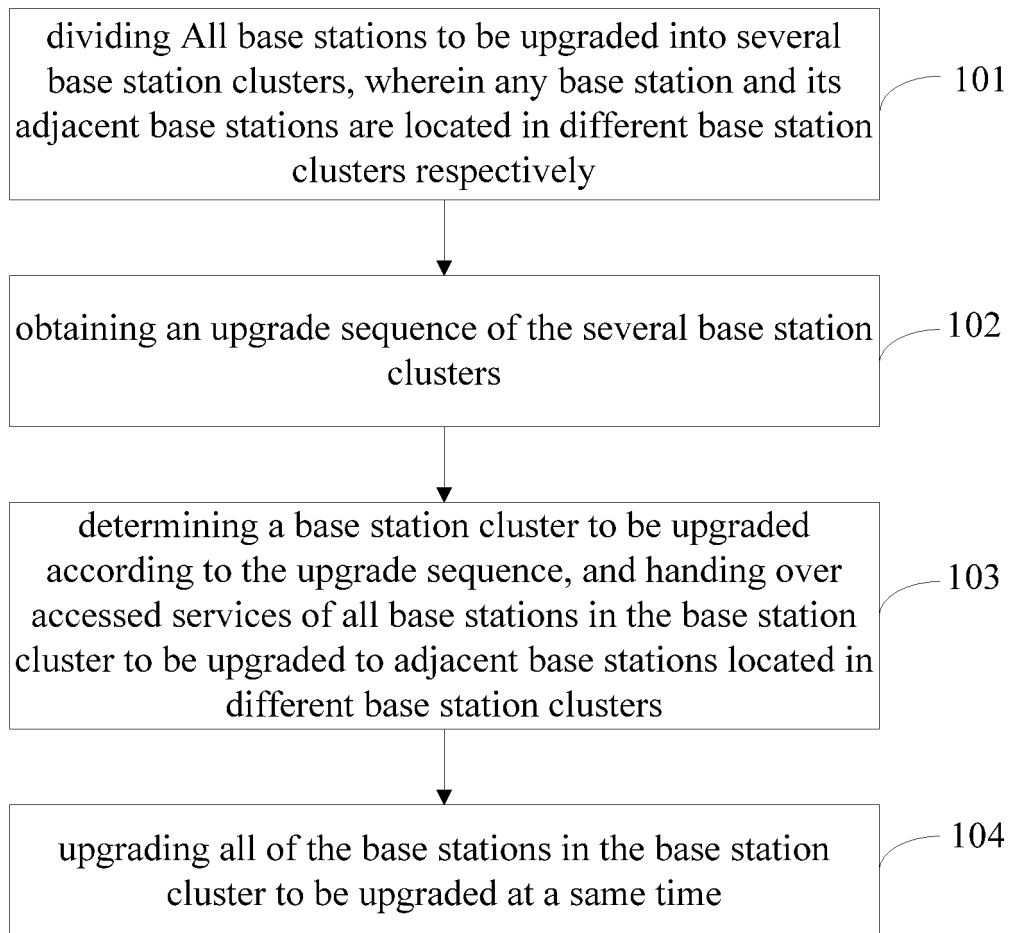 dividing All base stations to be upgraded into several
base station clusters, wherein any base station and its
adjacent base stations are located in different base station
clusters respectively
101
obtaining an upgrade sequence of the several base station
clusters
102
determining a base station cluster to be upgraded
according to the upgrade sequence, and handing over
accessed services of all base stations in the base station
cluster to be upgraded to adjacent base stations located in
different base station clusters
103
upgrading all of the base stations in the base station
cluster to be upgraded at a same time
104